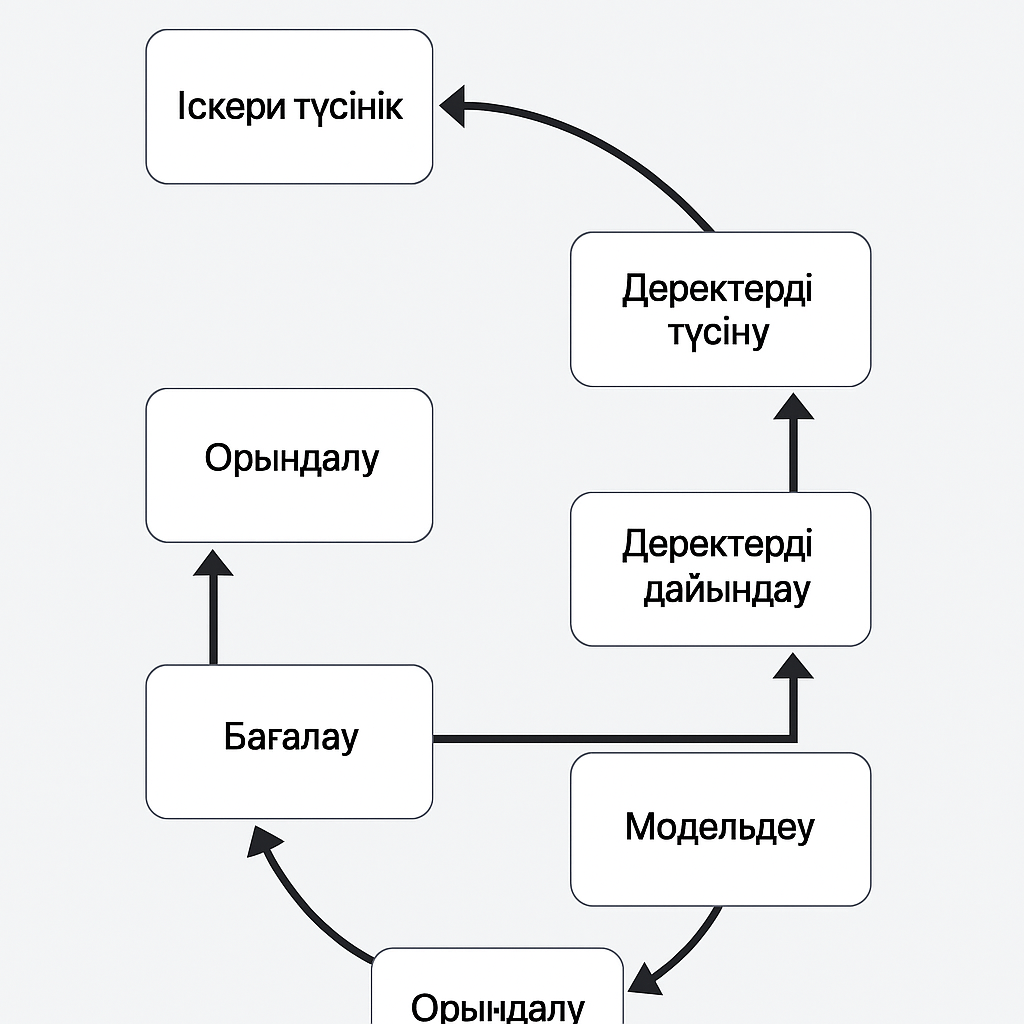 Іскери түсінік
Деректерді
түсіну
Орындалу
Деректерді
дайындау
Бағалау
Модельдеу
Орындалу